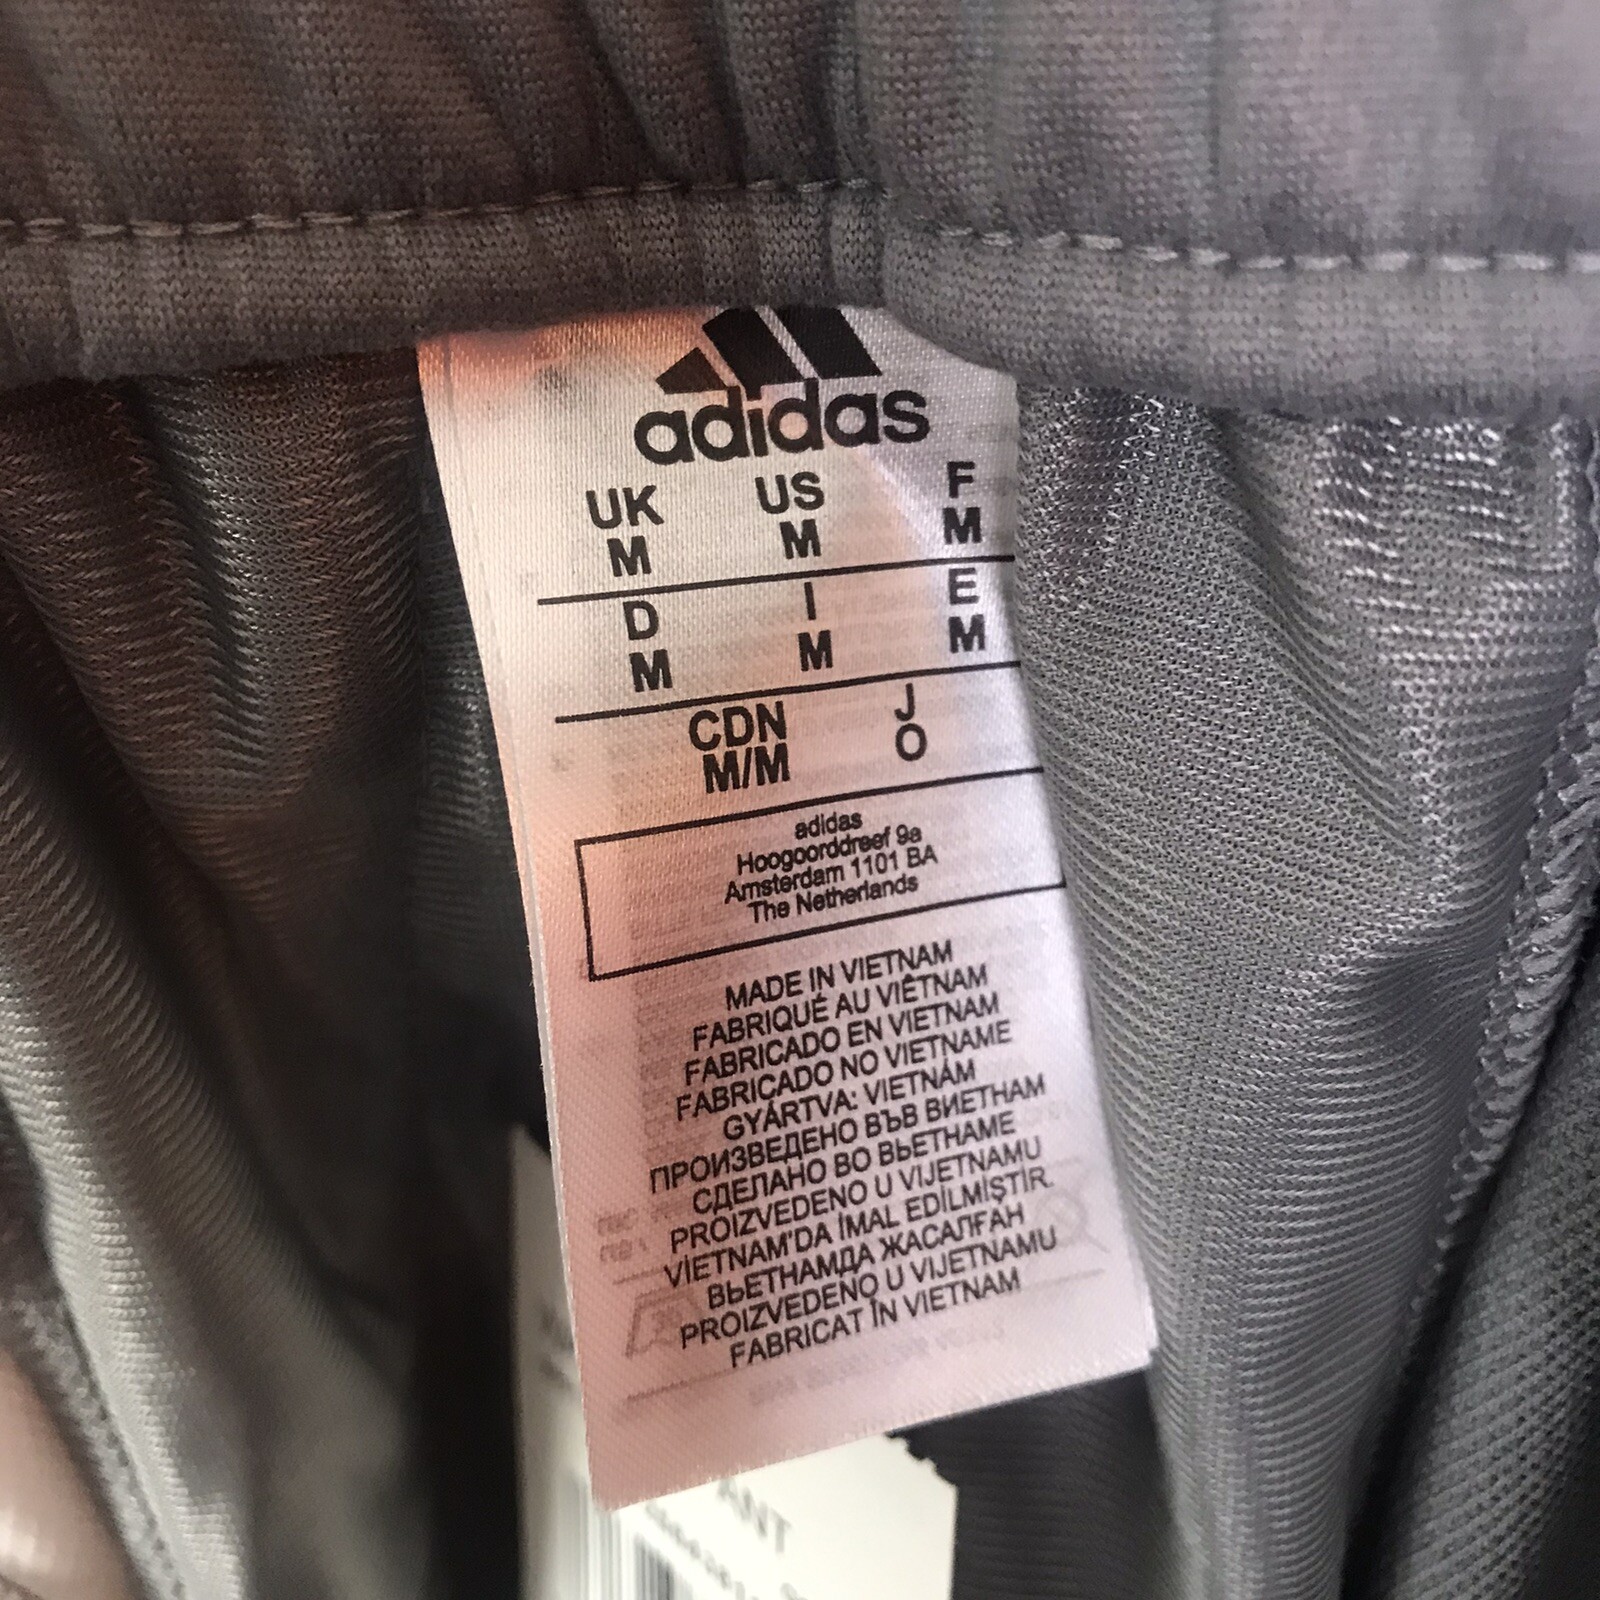 adidas
UK US F
M M M
D I E
M M M
CDN J
M/M O
adidas
Hoogoorddreef 9a
Amsterdam 1101 BA
The Netherlands
MADE IN VIETNAM
FABRIQUÉ AU VIÊTNAM
FABRICADO EN VIETNAM
FABRICADO NO VIETNAME
GYÁRTVA: VIETNÁM
ПРОИЗВЕДЕНО ВЪВ ВИЕТНАМ
СДЕЛАНО ВО ВЬЕТНАМЕ
PROIZVEDENO U VIJETNAMU
VİETNAM'DA İMAL EDİLMİŞTİR.
ВЬЕТНАМДА ЖАСАЛҒАН
PROIZVEDENO U VIJETNAMU
FABRICAT ÎN VIETNAM